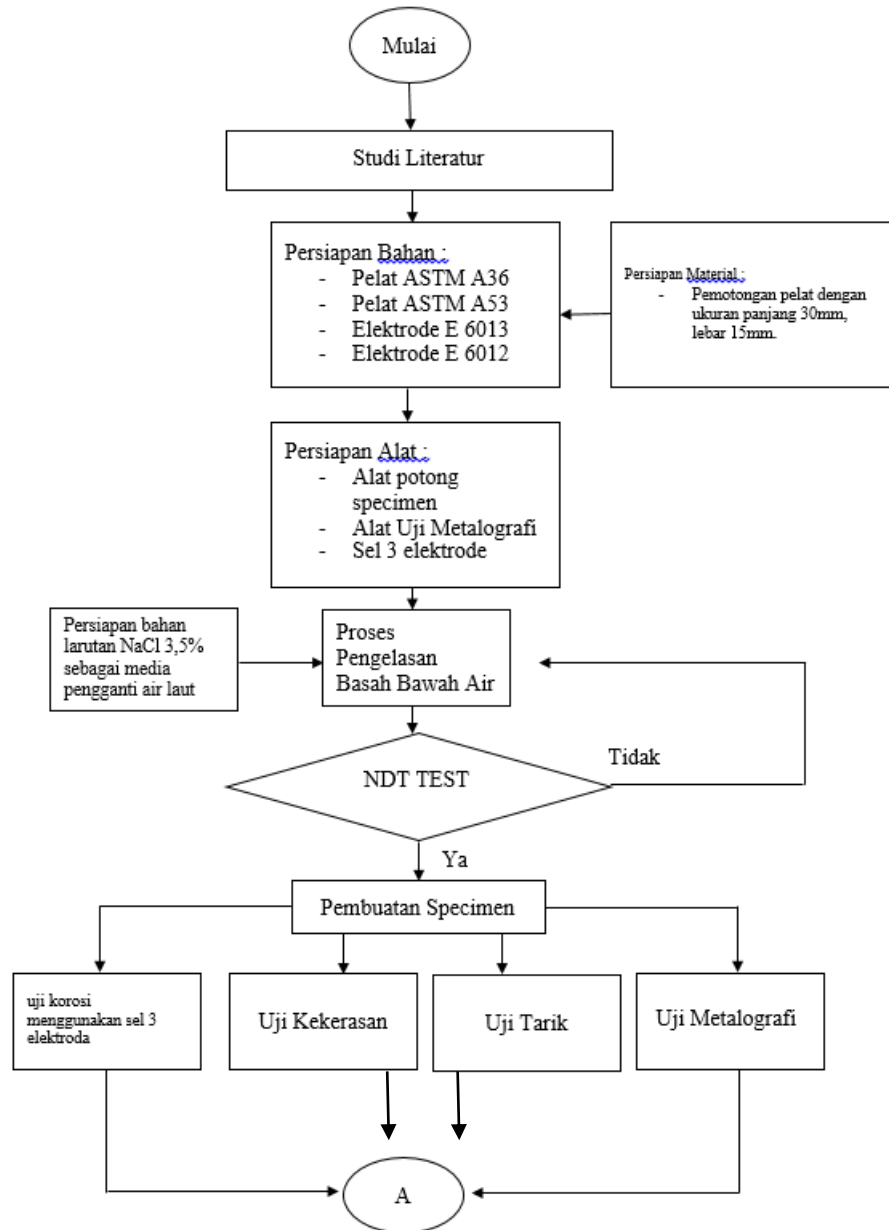 Mulai
Studi Literatur
Persiapan Bahan :
- Pelat ASTM A36
- Pelat ASTM A53
- Elektrode E 6013
- Elektrode E 6012
Persiapan Material :
- Pemotongan pelat dengan
ukuran panjang 30mm,
lebar 15mm.
Persiapan Alat :
- Alat potong
specimen
- Alat Uji Metalografi
- Sel 3 elektrode
Persiapan bahan
larutan NaCl 3,5%
sebagai media
pengganti air laut
Proses
Pengelasan
Basah Bawah Air
NDT TEST
Tidak
Ya
Pembuatan Specimen
uji korosi
menggunakan sel 3
elektroda
Uji Kekerasan
Uji Tarik
Uji Metalografi
A